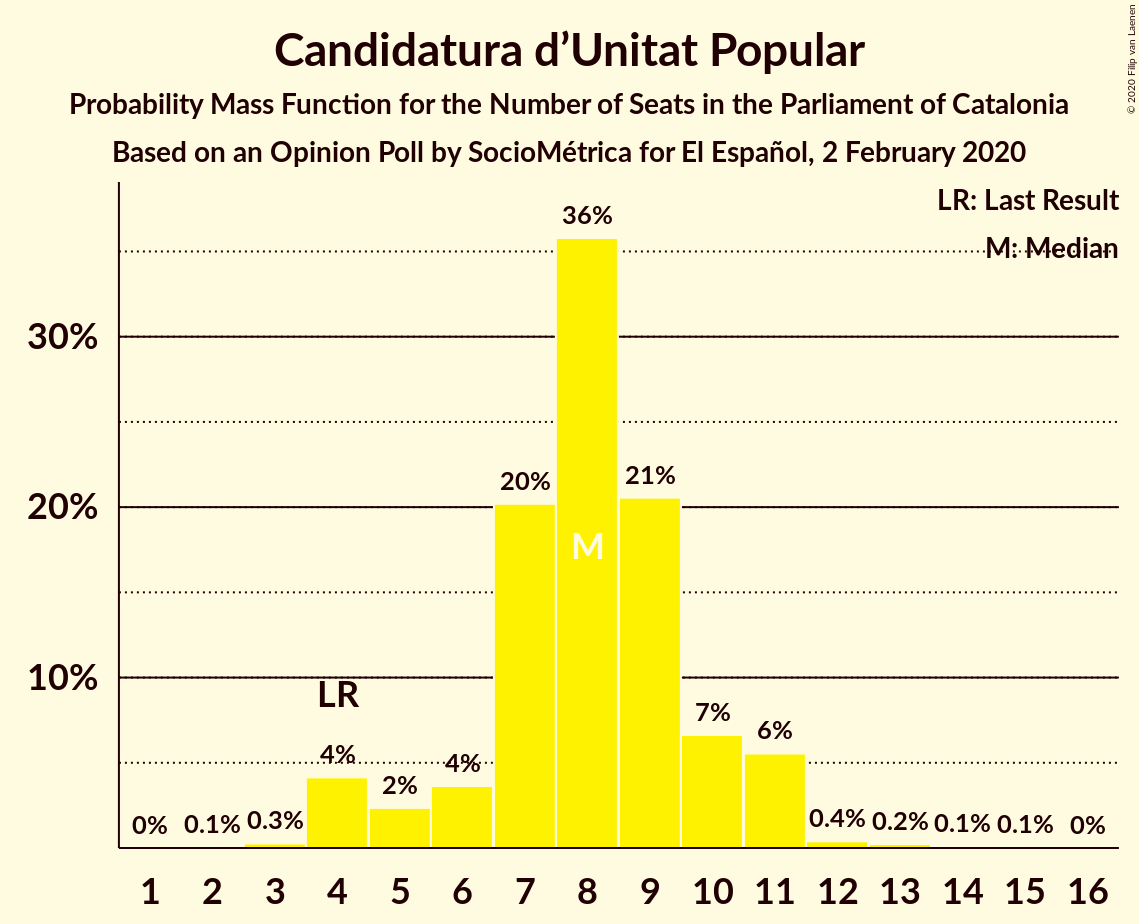 Candidatura d’Unitat Popular
Probability Mass Function for the Number of Seats in the Parliament of Catalonia
Based on an Opinion Poll by SocioMétrica for El Español, 2 February 2020
© 2020 Filip van Laenen
LR: Last Result
M: Median
30%
20%
10%
0%
0.1%
0.3%
LR
4%
2%
4%
20%
36%
M
21%
7%
6%
0.4%
0.2%
0.1%
0.1%
0%
1 2 3 4 5 6 7 8 9 10 11 12 13 14 15 16